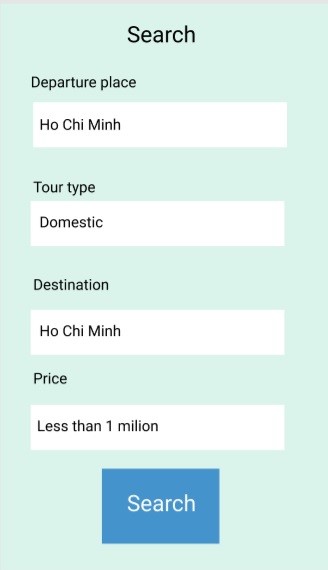 Search
Departure place
Ho Chi Minh
Tour type
Domestic
Destination
Ho Chi Minh
Price
Less than 1 milion
Search